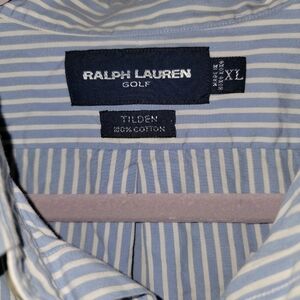 RALPH LAUREN
GOLF
XL
TILDEN
100% COTTON